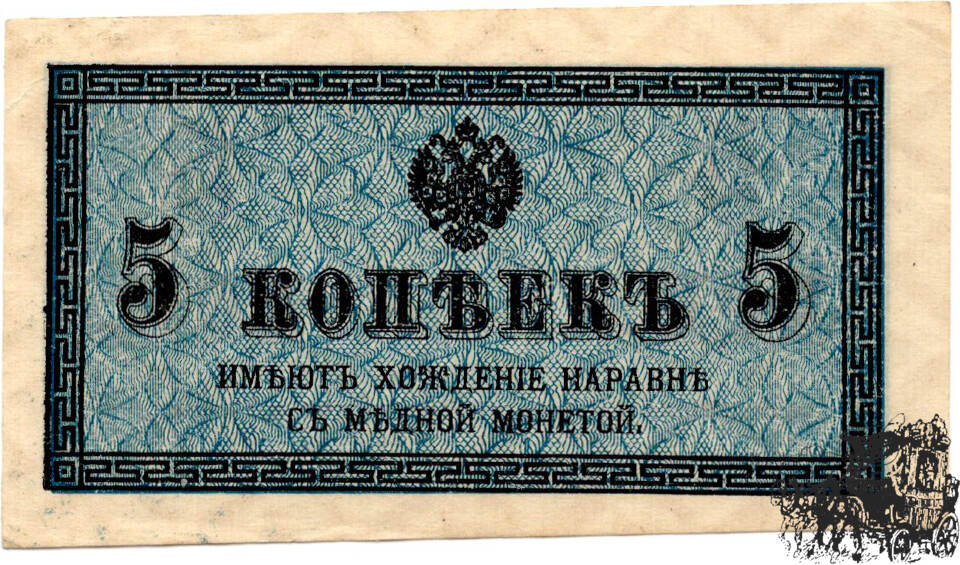 5 КОПѢЕКЪ 5
ИМѢЮТЪ ХОЖДЕНІЕ НАРАВНѢ
СЪ МѢДНОЙ МОНЕТОЙ.